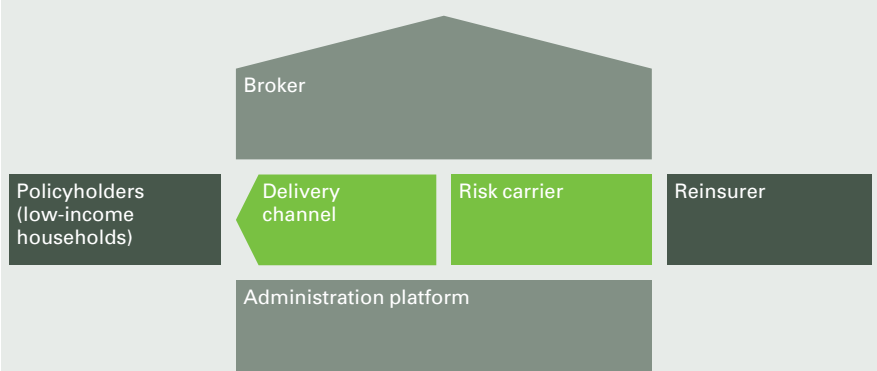 Broker
Policyholders
(low-income
households)
Delivery
channel
Risk carrier
Reinsurer
Administration platform